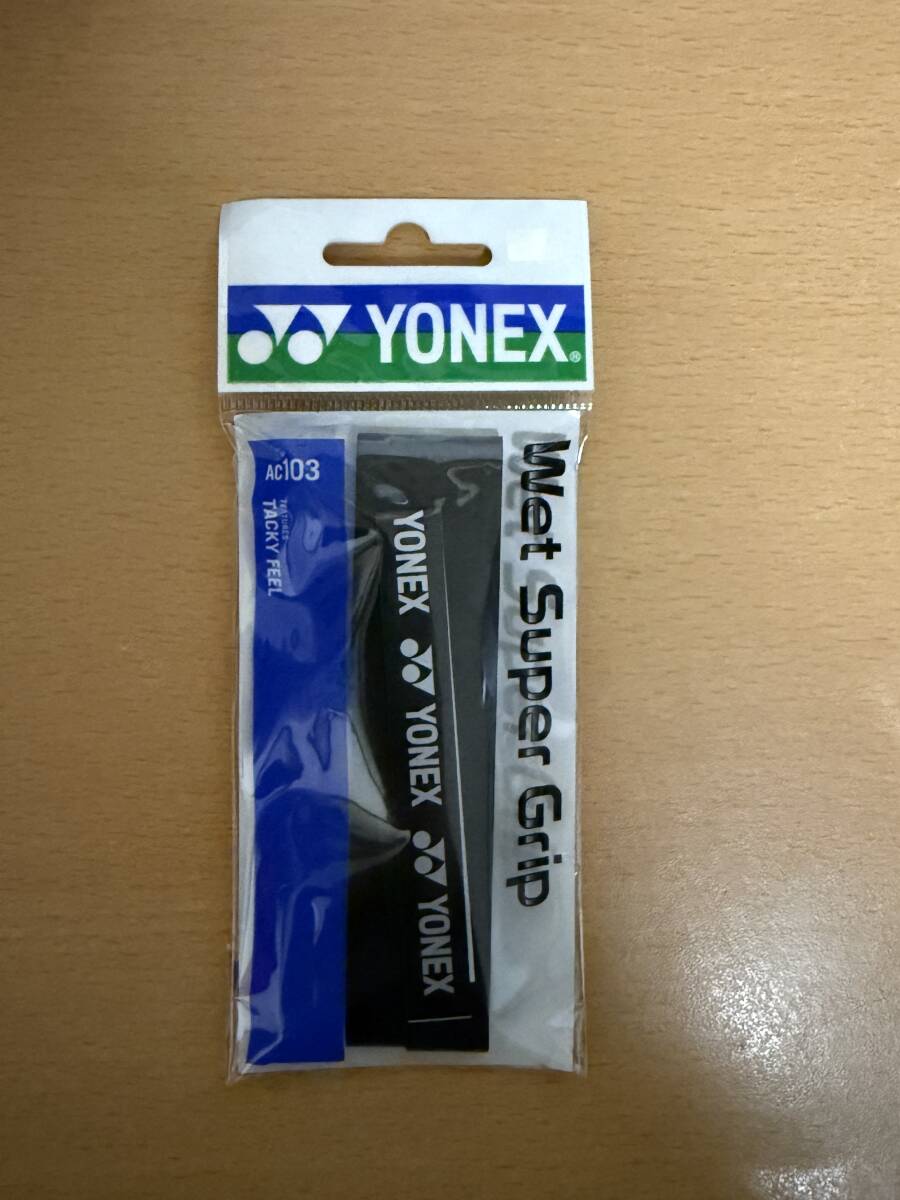 YONEX®
AC103
FEATURES
TACKY FEEL
YONEX YONEX YONEX
Wet Super Grip